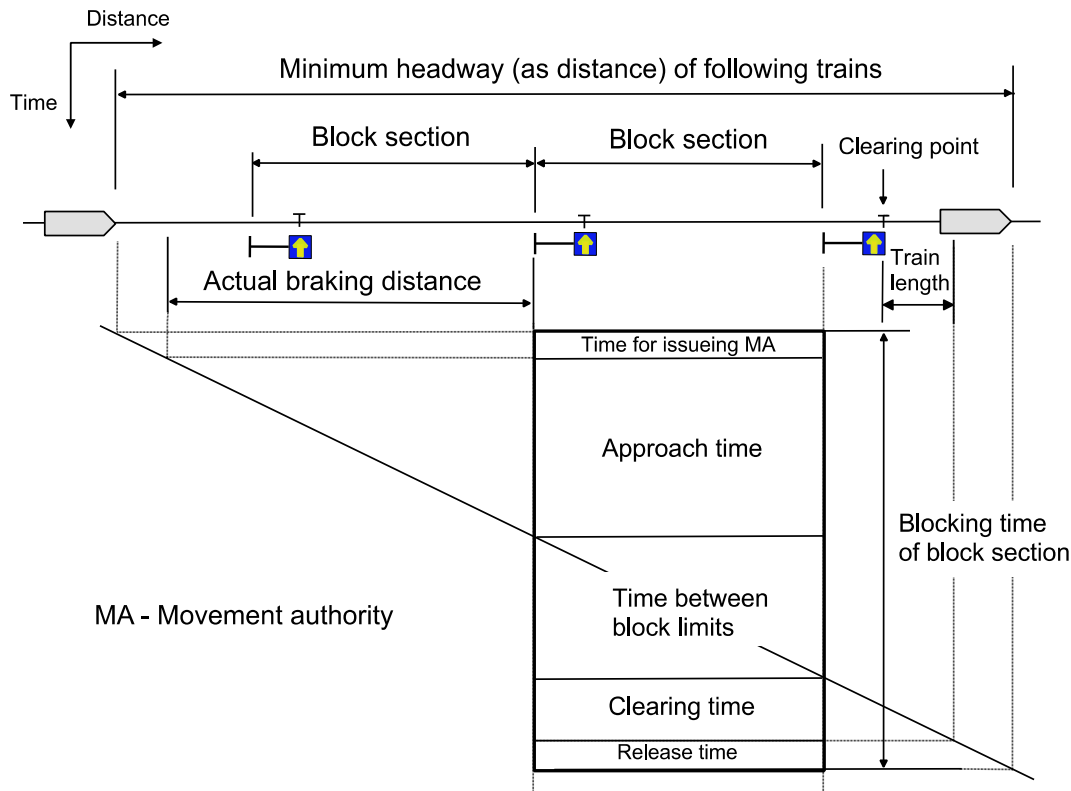 Distance
Time
Minimum headway (as distance) of following trains
Block section
Block section
Clearing point
Actual braking distance
Train
length
Time for issueing MA
Approach time
Blocking time
of block section
Time between
block limits
MA - Movement authority
Clearing time
Release time